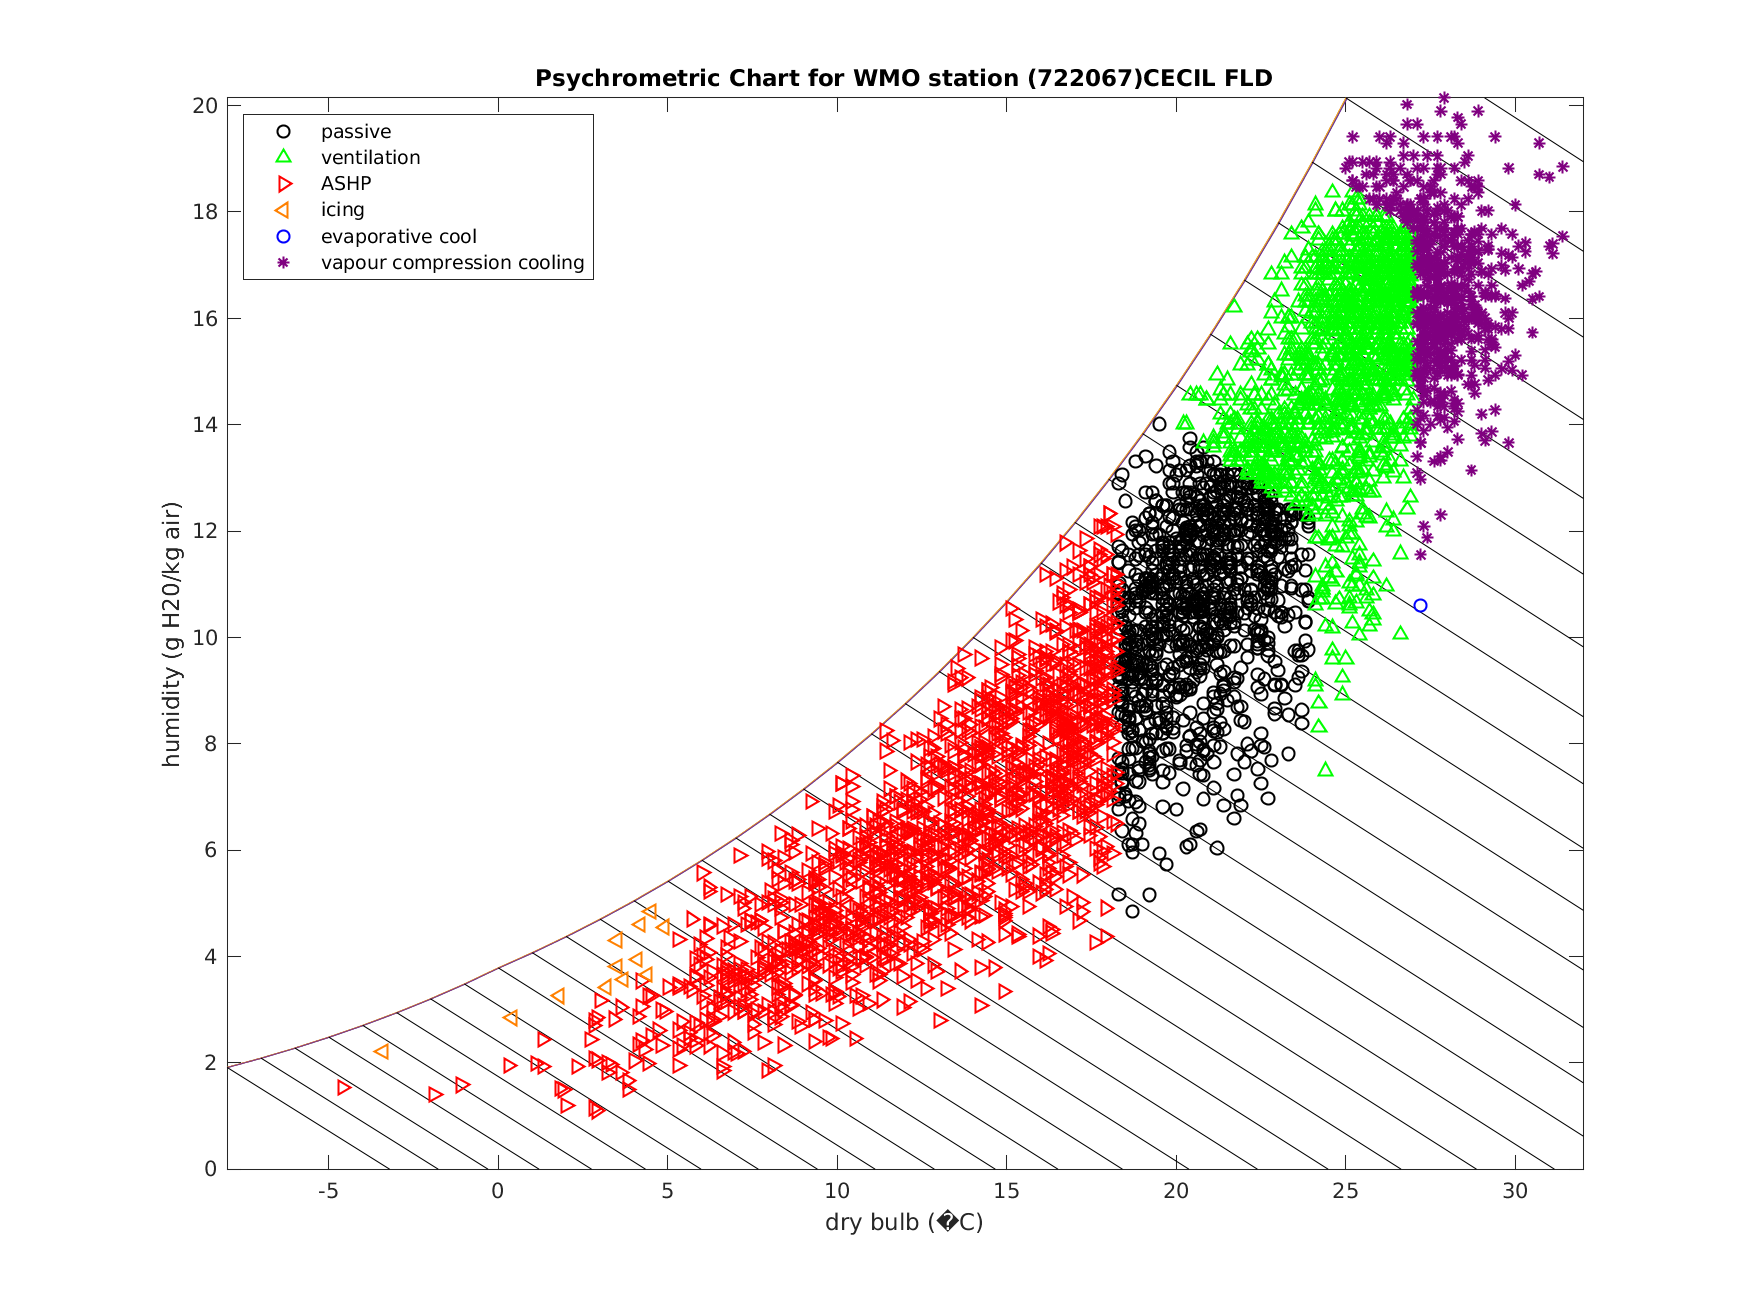 Psychrometric Chart for WMO station (722067)CECIL FLD
passive
ventilation
ASHP
icing
evaporative cool
vapour compression cooling
humidity (g H20/kg air)
20
18
16
14
12
10
8
6
4
2
0
-5 0 5 10 15 20 25 30
dry bulb (�C)